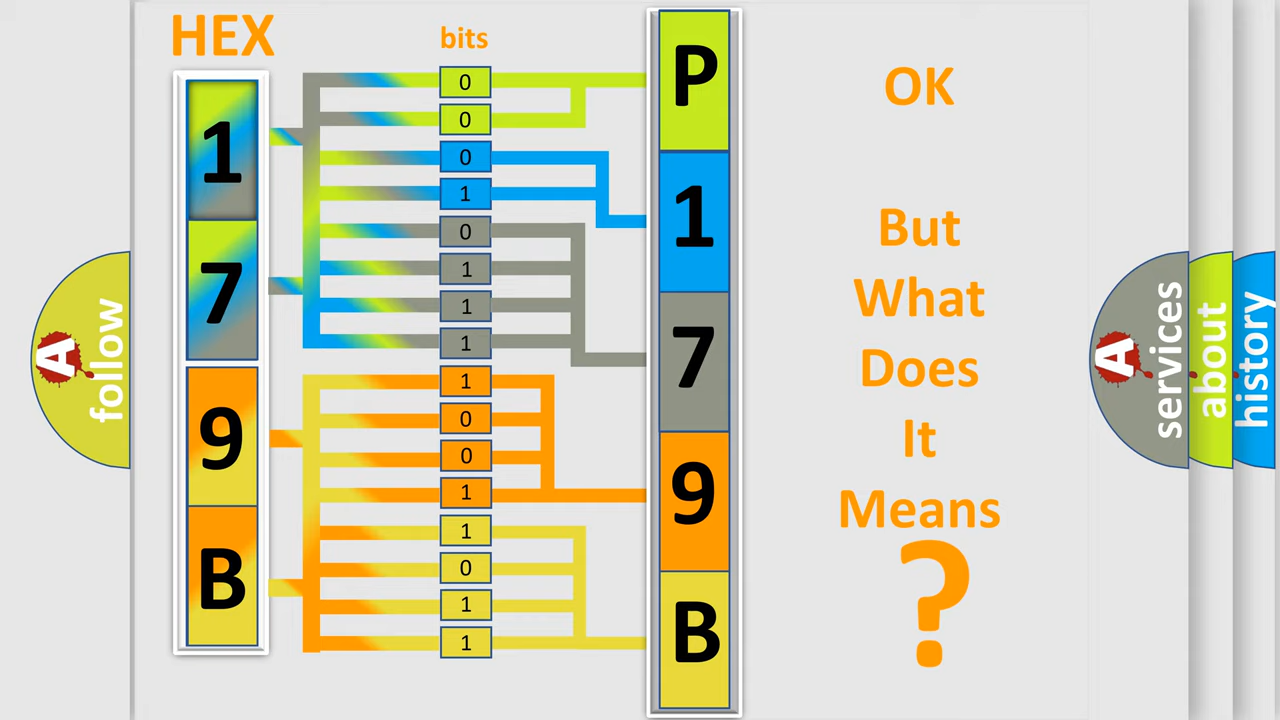 HEX
bits
1
7
9
B
0
0
0
1
0
1
1
1
1
0
0
1
1
0
1
1
P
1
7
9
B
OK
But
What
Does
It
Means
?
A
follow
A
services
about
history